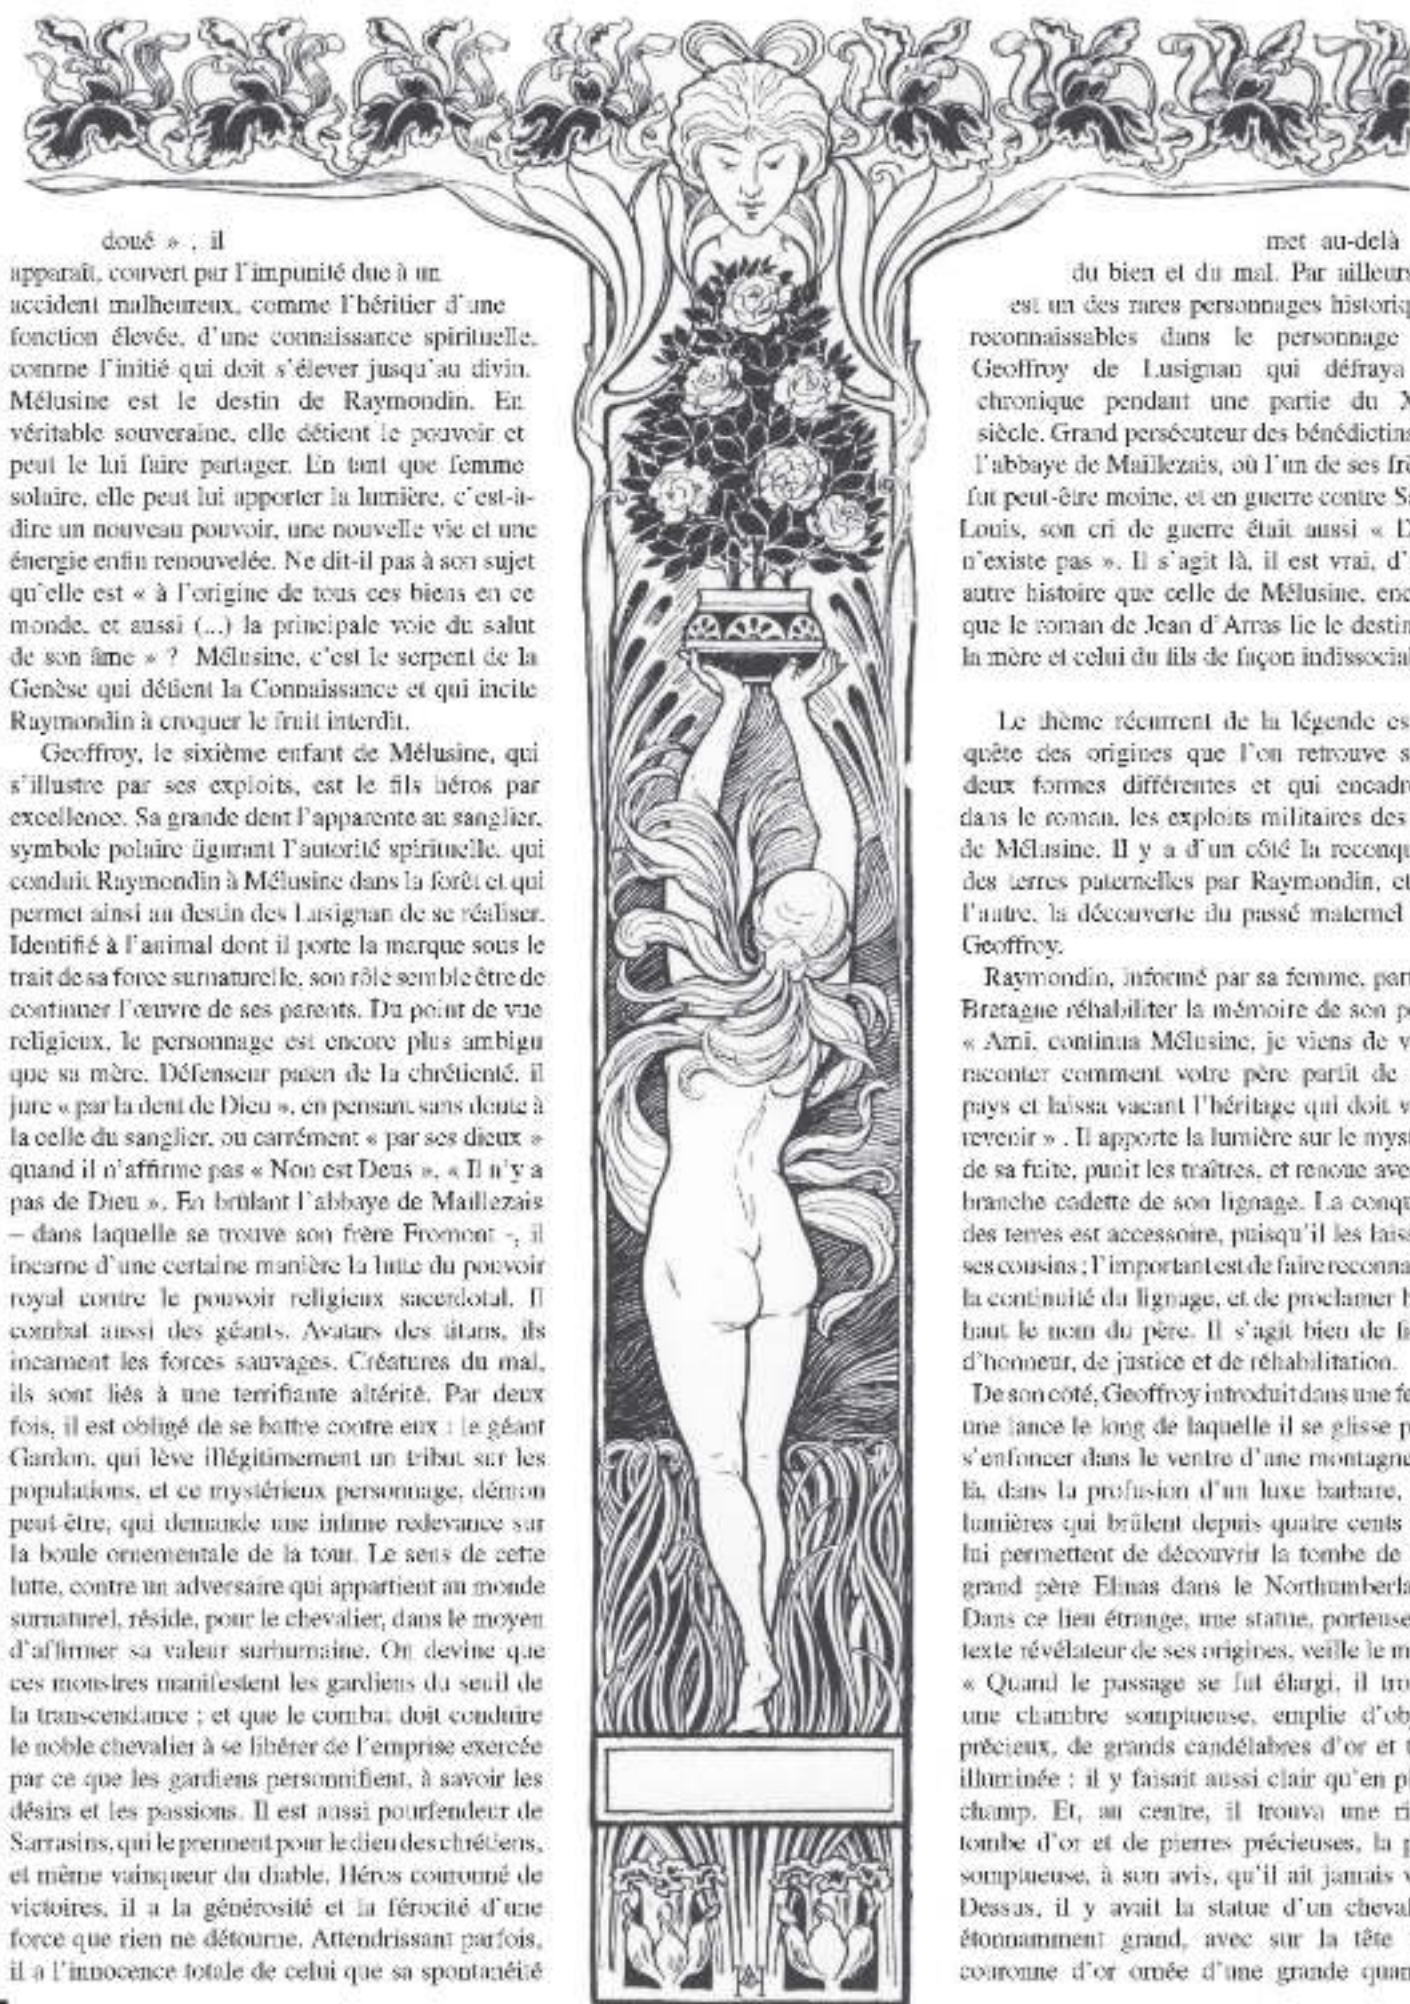 doué » ; il
apparaît, couvert par l'impunité due à un
accident malheureux, comme l'héritier d'une
fonction élevée, d'une connaissance spirituelle,
comme l'initié qui doit s'élever jusqu'au divin.
Mélusine est le destin de Raymondin. En
véritable souveraine, elle détient le pouvoir et
peut le lui faire partager. En tant que femme
solaire, elle peut lui apporter la lumière, c'est-à-
dire un nouveau pouvoir, une nouvelle vie et une
énergie enfin renouvelée. Ne dit-il pas à son sujet
qu'elle est « à l'origine de tous ces biens en ce
monde, et aussi (...) la principale voie du salut
de son âme » ? Mélusine, c'est le serpent de la
Genèse qui détient la Connaissance et qui incite
Raymondin à croquer le fruit interdit.
Geoffroy, le sixième enfant de Mélusine, qui
s'illustre par ses exploits, est le fils héros par
excellence. Sa grande dent l'apparente au sanglier,
symbole polaire figurant l'autorité spirituelle, qui
conduit Raymondin à Mélusine dans la forêt et qui
permet ainsi au destin des Lusignan de se réaliser.
Identifié à l'animal dont il porte la marque sous le
trait de sa force surnaturelle, son rôle semble être de
continuer l'œuvre de ses parents. Du point de vue
religieux, le personnage est encore plus ambigu
que sa mère. Défenseur païen de la chrétienté, il
jure « par la dent de Dieu », en pensant sans doute à
la celle du sanglier, ou carrément « par ses dieux »
quand il n'affirme pas « Non est Deus », « Il n'y a
pas de Dieu ». En brûlant l'abbaye de Maillezais
– dans laquelle se trouve son frère Fromont -, il
incarne d'une certaine manière la lutte du pouvoir
royal contre le pouvoir religieux sacerdotal. Il
combat aussi des géants. Avatars des titans, ils
incarnent les forces sauvages. Créatures du mal,
ils sont liés à une terrifiante altérité. Par deux
fois, il est obligé de se battre contre eux : le géant
Gardon, qui lève illégitimement un tribut sur les
populations, et ce mystérieux personnage, démon
peut-être, qui demande une infime redevance sur
la boule ornementale de la tour. Le sens de cette
lutte, contre un adversaire qui appartient au monde
surnaturel, réside, pour le chevalier, dans le moyen
d'affirmer sa valeur surhumaine. On devine que
ces monstres manifestent les gardiens du seuil de
la transcendance ; et que le combat doit conduire
le noble chevalier à se libérer de l'emprise exercée
par ce que les gardiens personnifient, à savoir les
désirs et les passions. Il est aussi pourfendeur de
Sarrasins, qui le prennent pour le dieu des chrétiens,
et même vainqueur du diable. Héros couronné de
victoires, il a la générosité et la férocité d'une
force que rien ne détourne. Attendrissant parfois,
il a l'innocence totale de celui que sa spontanéité
met au-delà
du bien et du mal. Par ailleurs
est un des rares personnages historiq
reconnaissables dans le personnage
Geoffroy de Lusignan qui défraya
chronique pendant une partie du X
siècle. Grand persécuteur des bénédictins
l'abbaye de Maillezais, où l'un de ses frè
fut peut-être moine, et en guerre contre Sa
Louis, son cri de guerre était aussi « D
n'existe pas ». Il s'agit là, il est vrai, d'
autre histoire que celle de Mélusine, enc
que le roman de Jean d'Arras lie le destin
la mère et celui du fils de façon indissocia
Le thème récurrent de la légende es
quête des origines que l'on retrouve s
deux formes différentes et qui encadre
dans le roman, les exploits militaires des
de Mélusine. Il y a d'un côté la reconqu
des terres paternelles par Raymondin, et
l'autre, la découverte du passé maternel
Geoffroy.
Raymondin, informé par sa femme, part
Bretagne réhabiliter la mémoire de son p
« Ami, continua Mélusine, je viens de v
raconter comment votre père partit de
pays et laissa vacant l'héritage qui doit v
revenir » . Il apporte la lumière sur le myst
de sa fuite, punit les traîtres, et renoue ave
branche cadette de son lignage. La conqu
des terres est accessoire, puisqu'il les laiss
ses cousins ; l'important est de faire reconna
la continuité du lignage, et de proclamer h
haut le nom du père. Il s'agit bien de
d'honneur, de justice et de réhabilitation.
De son côté, Geoffroy introduit dans une fe
une lance le long de laquelle il se glisse p
s'enfoncer dans le ventre d'une montagne
là, dans la profusion d'un luxe barbare,
lumières qui brûlent depuis quatre cents
lui permettent de découvrir la tombe de
grand père Elinas dans le Northumberla
Dans ce lieu étrange, une statue, porteuse
texte révélateur de ses origines, veille le m
« Quand le passage se fut élargi, il tro
une chambre somptueuse, emplie d'obj
précieux, de grands candélabres d'or et t
illuminée : il y faisait aussi clair qu'en pl
champ. Et, au centre, il trouva une ri
tombe d'or et de pierres précieuses, la p
somptueuse, à son avis, qu'il ait jamais v
Dessus, il y avait la statue d'un cheval
étonnamment grand, avec sur la tête
couronne d'or ornée d'une grande quan